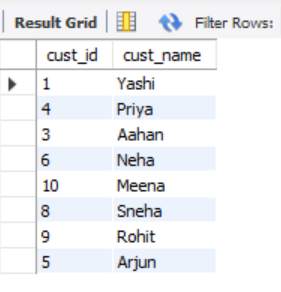 Result Grid Filter Rows:
cust_id cust_name
1 Yashi
4 Priya
3 Aahan
6 Neha
10 Meena
8 Sneha
9 Rohit
5 Arjun